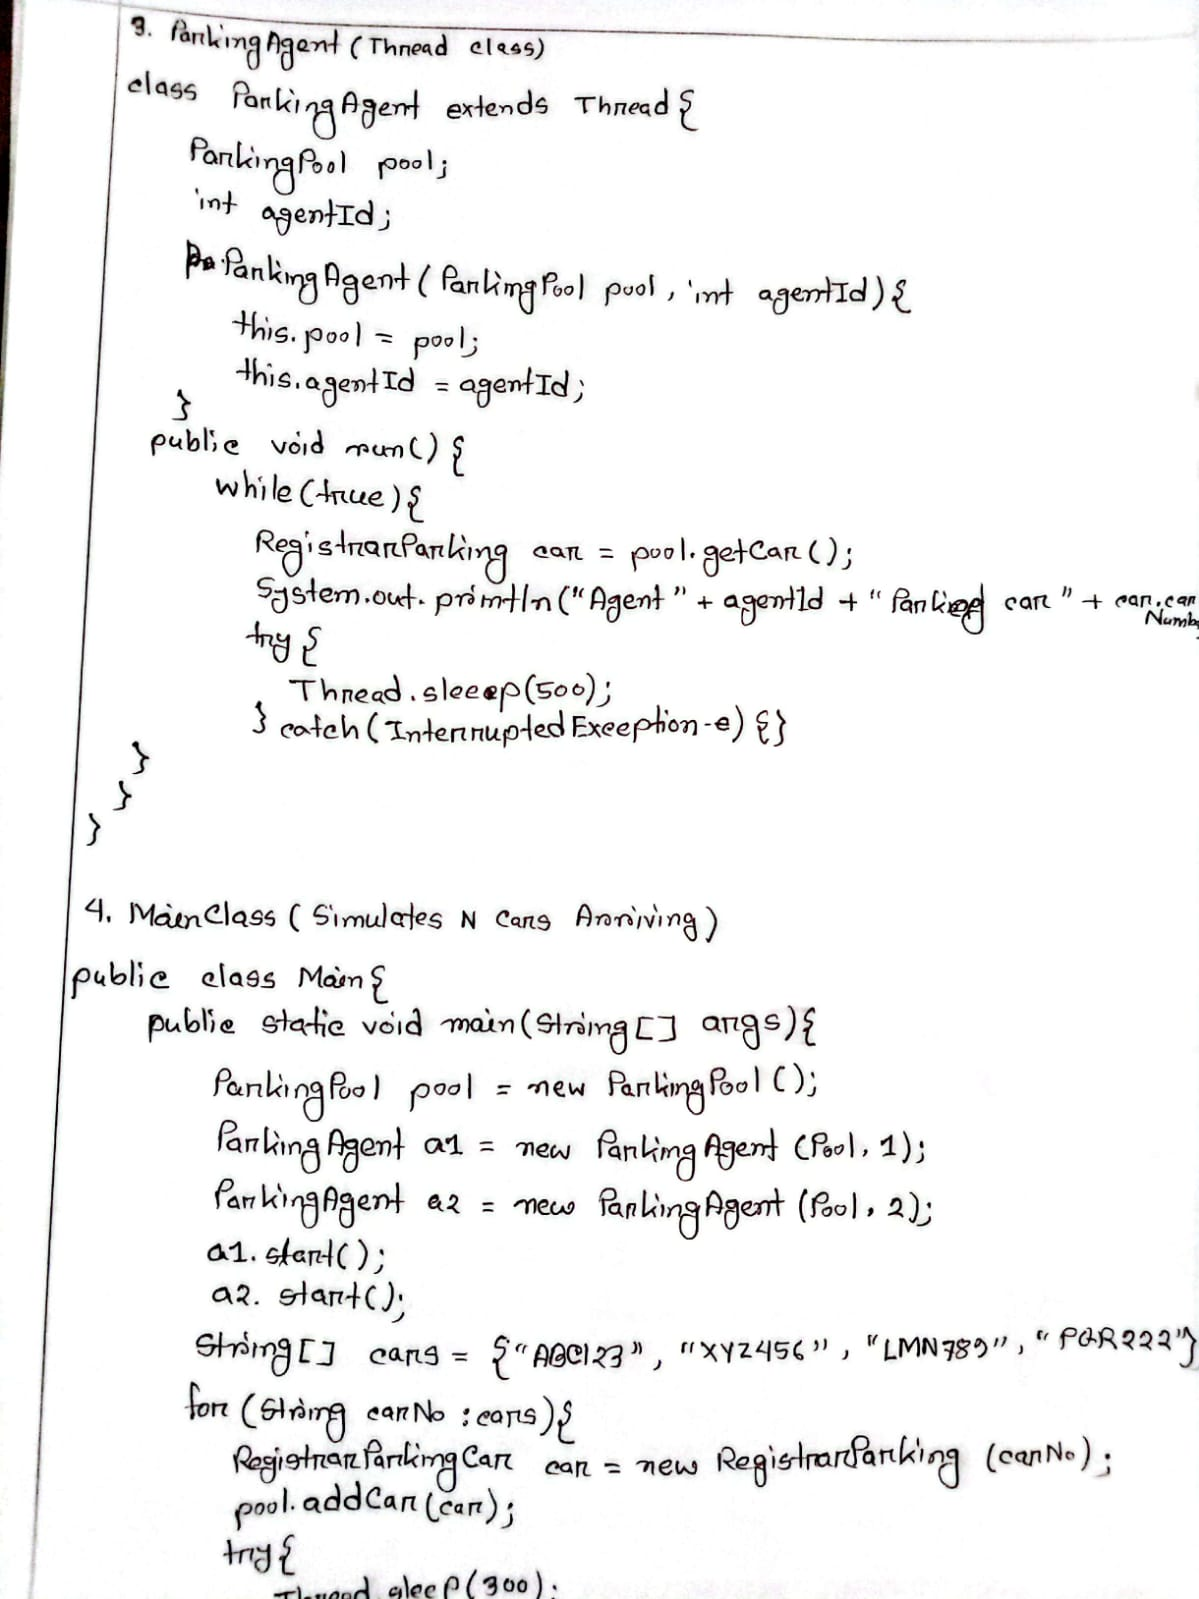 3. ParkingAgent (Thread class)
class ParkingAgent extends Thread {
ParkingPool pool;
int agentId;
ParkingAgent ( ParkingPool pool, int agentId) {
this.pool = pool;
this.agentId = agentId;
}
public void run() {
while (true) {
RegistrarParking car = pool.getCar();
System.out.println("Agent" + agentId + " Parked car " + car.car
Numb
try {
Thread.sleep(500);
} catch (InterruptedException e) {}
}
}
}
4. MainClass ( Simulates N Cars Arriving )
public class Main {
public static void main(String[] args) {
ParkingPool pool = new ParkingPool();
ParkingAgent a1 = new ParkingAgent (Pool, 1);
ParkingAgent a2 = new ParkingAgent (Pool, 2);
a1.start();
a2.start();
String[] cars = {"ABC123", "XYZ456", "LMN789", "PQR222"}
for (String carNo : cars) {
RegistrarParkingCar car = new RegistrarParking (carNo);
pool.addCar(car);
try {
Thread.sleep(300);